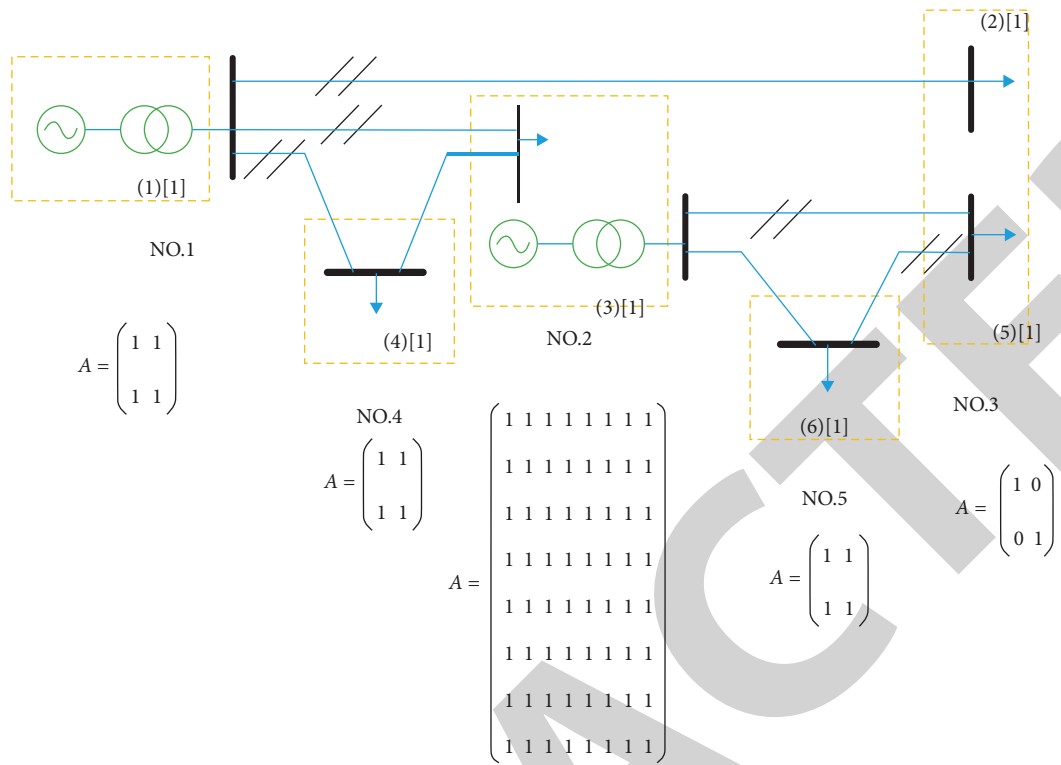 (2)[1]
(1)[1]
NO.1
(3)[1]
(4)[1]
NO.2
(5)[1]
A = ( 1 1
1 1 )
NO.4
A = ( 1 1
1 1 )
A = ( 1 1 1 1 1 1 1 1
1 1 1 1 1 1 1 1
1 1 1 1 1 1 1 1
1 1 1 1 1 1 1 1
1 1 1 1 1 1 1 1
1 1 1 1 1 1 1 1
1 1 1 1 1 1 1 1
1 1 1 1 1 1 1 1 )
(6)[1]
NO.5
A = ( 1 1
1 1 )
NO.3
A = ( 1 0
0 1 )